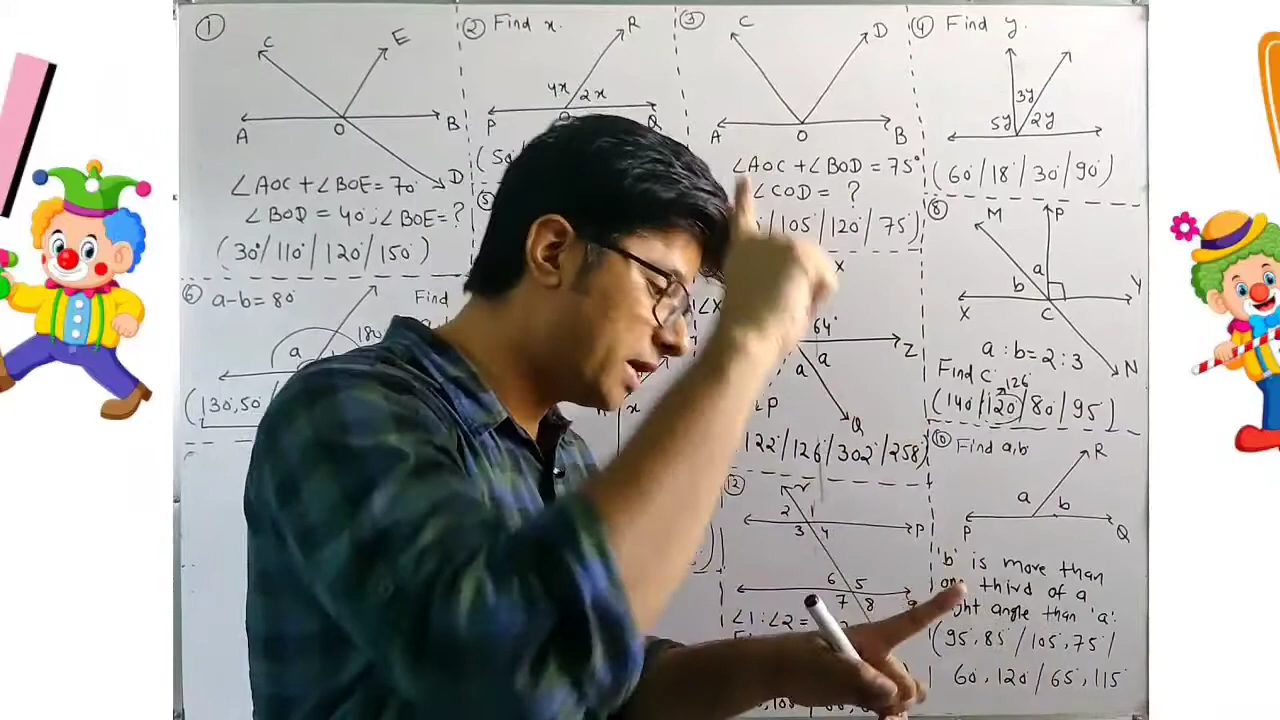 ①
C
E
A
O
B
D
∠AOC + ∠BOE = 70°
∠BOD = 40°; ∠BOE = ?
(30°/110°/120°/150°)
② Find x.
R
4x 2x
P
Q
(50
③
C
D
A
O
B
∠AOC + ∠BOD = 75°
∠COD = ?
/105°/120°/75°)
④ Find y.
3y
5y 2y
(60°/18°/30°/90°)
⑤
⑥ a-b = 80°
Find
180
a
(130°,50°
x
∠X
X
64°
a
Z
a
P
Q
122°/126°/302°/258°)
⑧
M
P
a
b
X
C
Y
N
a : b = 2 : 3
Find c
126°
(140°/120°/80°/95°)
⑩ Find a,b
R
a
b
P
Q
'b' is more than
one third of a
right angle than 'a'.
(95°,85°/105°,75°/
60°,120°/65°,115°
⑫
r
2 1
3 4
P
6 5
7 8
q
∠1 : ∠2 =